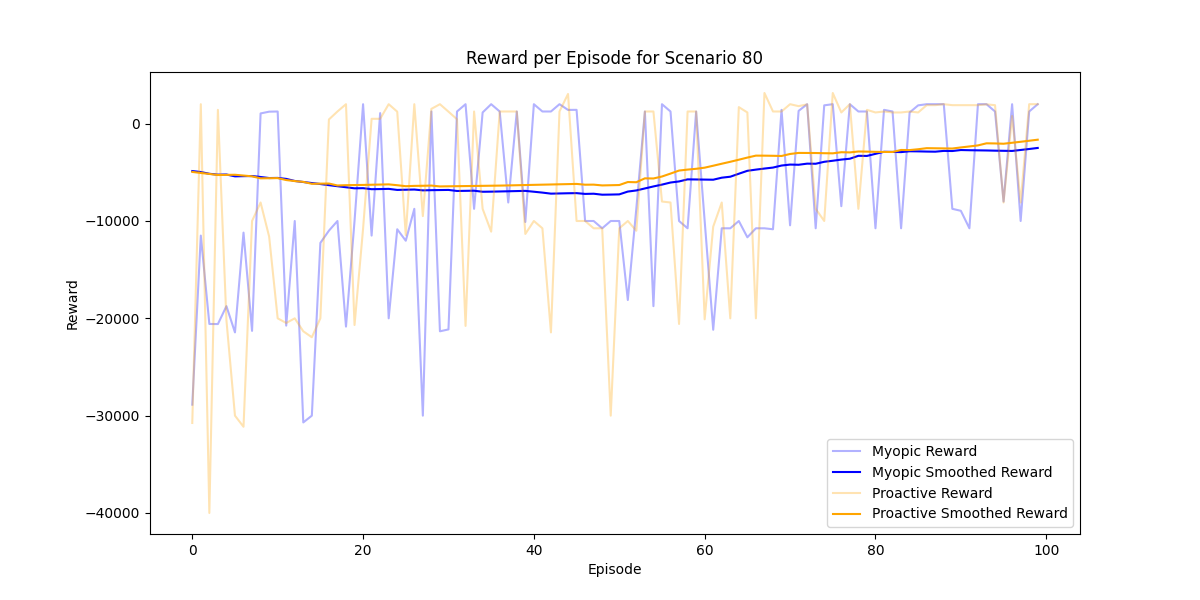 Reward per Episode for Scenario 80
Reward
0
−10000
−20000
−30000
−40000
0
20
40
60
80
100
Episode
Myopic Reward
Myopic Smoothed Reward
Proactive Reward
Proactive Smoothed Reward